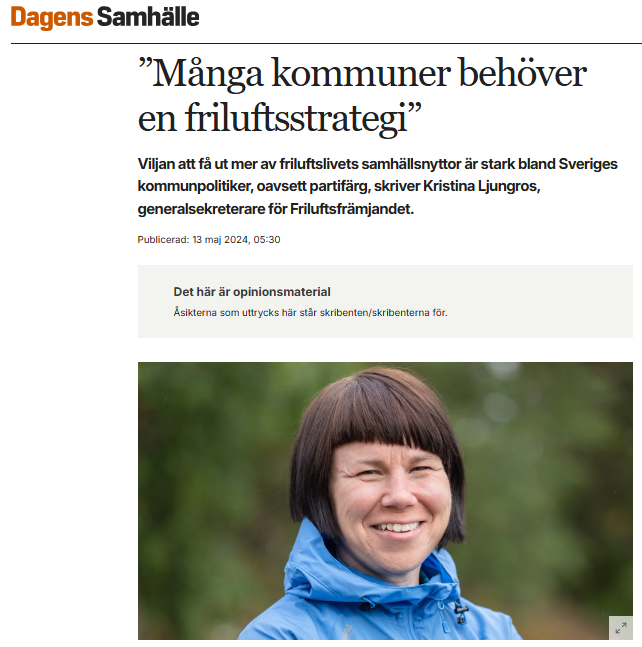 Dagens Samhälle
”Många kommuner behöver
en friluftsstrategi”
Viljan att få ut mer av friluftslivets samhällsnyttor är stark bland Sveriges
kommunpolitiker, oavsett partifärg, skriver Kristina Ljungros,
generalsekreterare för Friluftsfrämjandet.
Publicerad: 13 maj 2024, 05:30
Det här är opinionsmaterial
Åsikterna som uttrycks här står skribenten/skribenterna för.